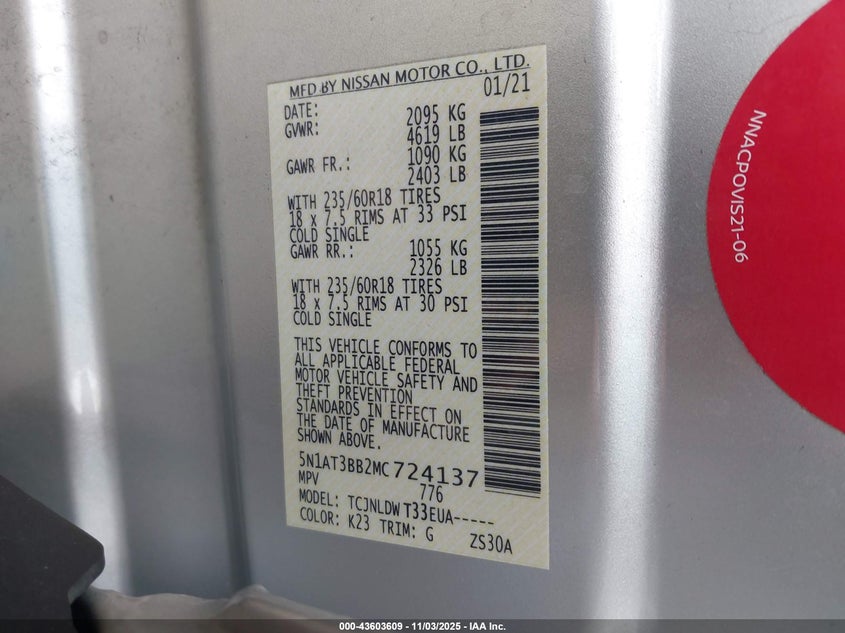 MFD BY NISSAN MOTOR CO., LTD.
DATE: 01/21
GVWR: 2095 KG
4619 LB
GAWR FR.: 1090 KG
2403 LB
WITH 235/60R18 TIRES
18 x 7.5 RIMS AT 33 PSI
COLD SINGLE
GAWR RR.: 1055 KG
2326 LB
WITH 235/60R18 TIRES
18 x 7.5 RIMS AT 30 PSI
COLD SINGLE
THIS VEHICLE CONFORMS TO
ALL APPLICABLE FEDERAL
MOTOR VEHICLE SAFETY AND
THEFT PREVENTION
STANDARDS IN EFFECT ON
THE DATE OF MANUFACTURE
SHOWN ABOVE.
5N1AT3BB2MC724137
MPV 776
MODEL: TCJNLDW T33EUA-----
COLOR: K23 TRIM: G ZS30A
NNACPOVIS21-06
000-43603609 - 11/03/2025 - IAA Inc.